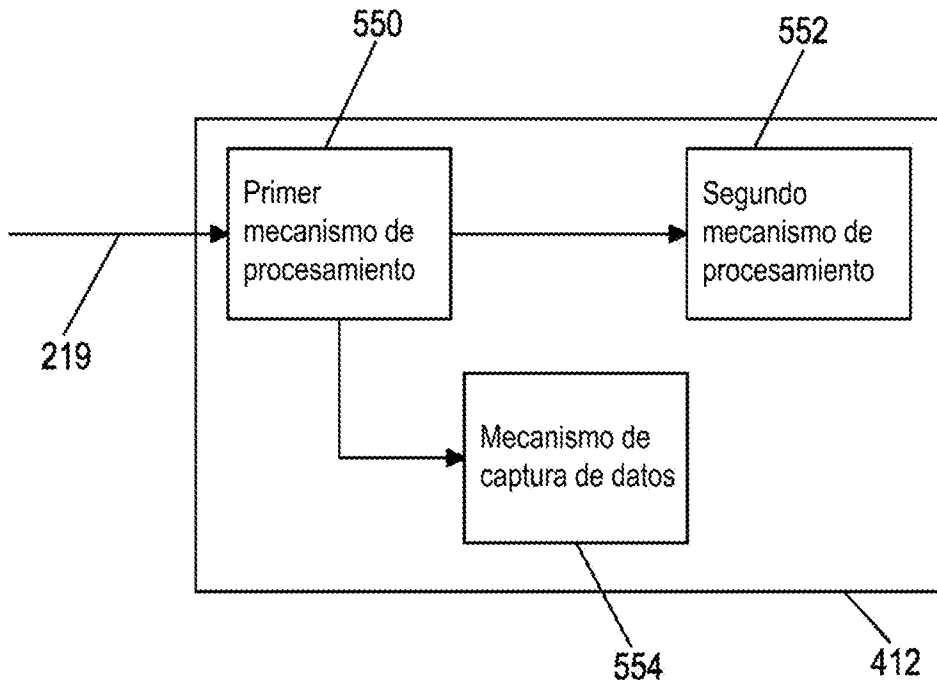 550
552
Primer
mecanismo de
procesamiento
Segundo
mecanismo de
procesamiento
219
Mecanismo de
captura de datos
554
412